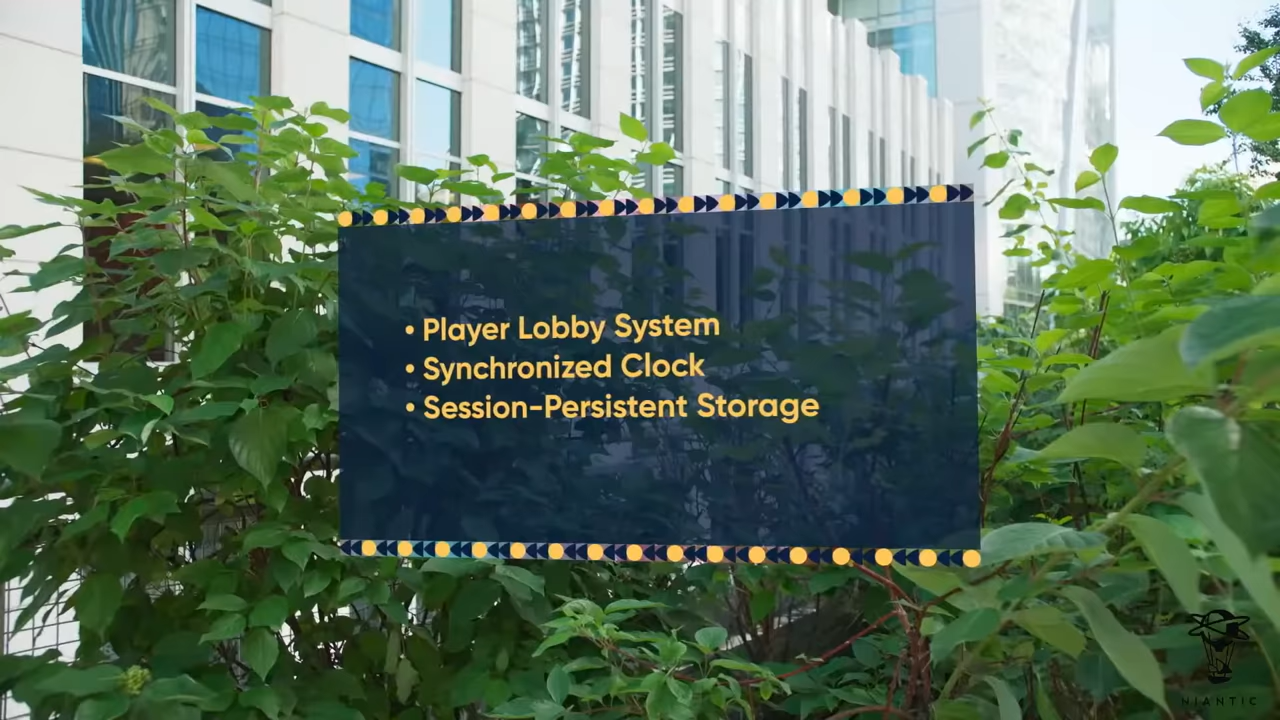 • Player Lobby System
• Synchronized Clock
• Session-Persistent Storage
NIANTIC